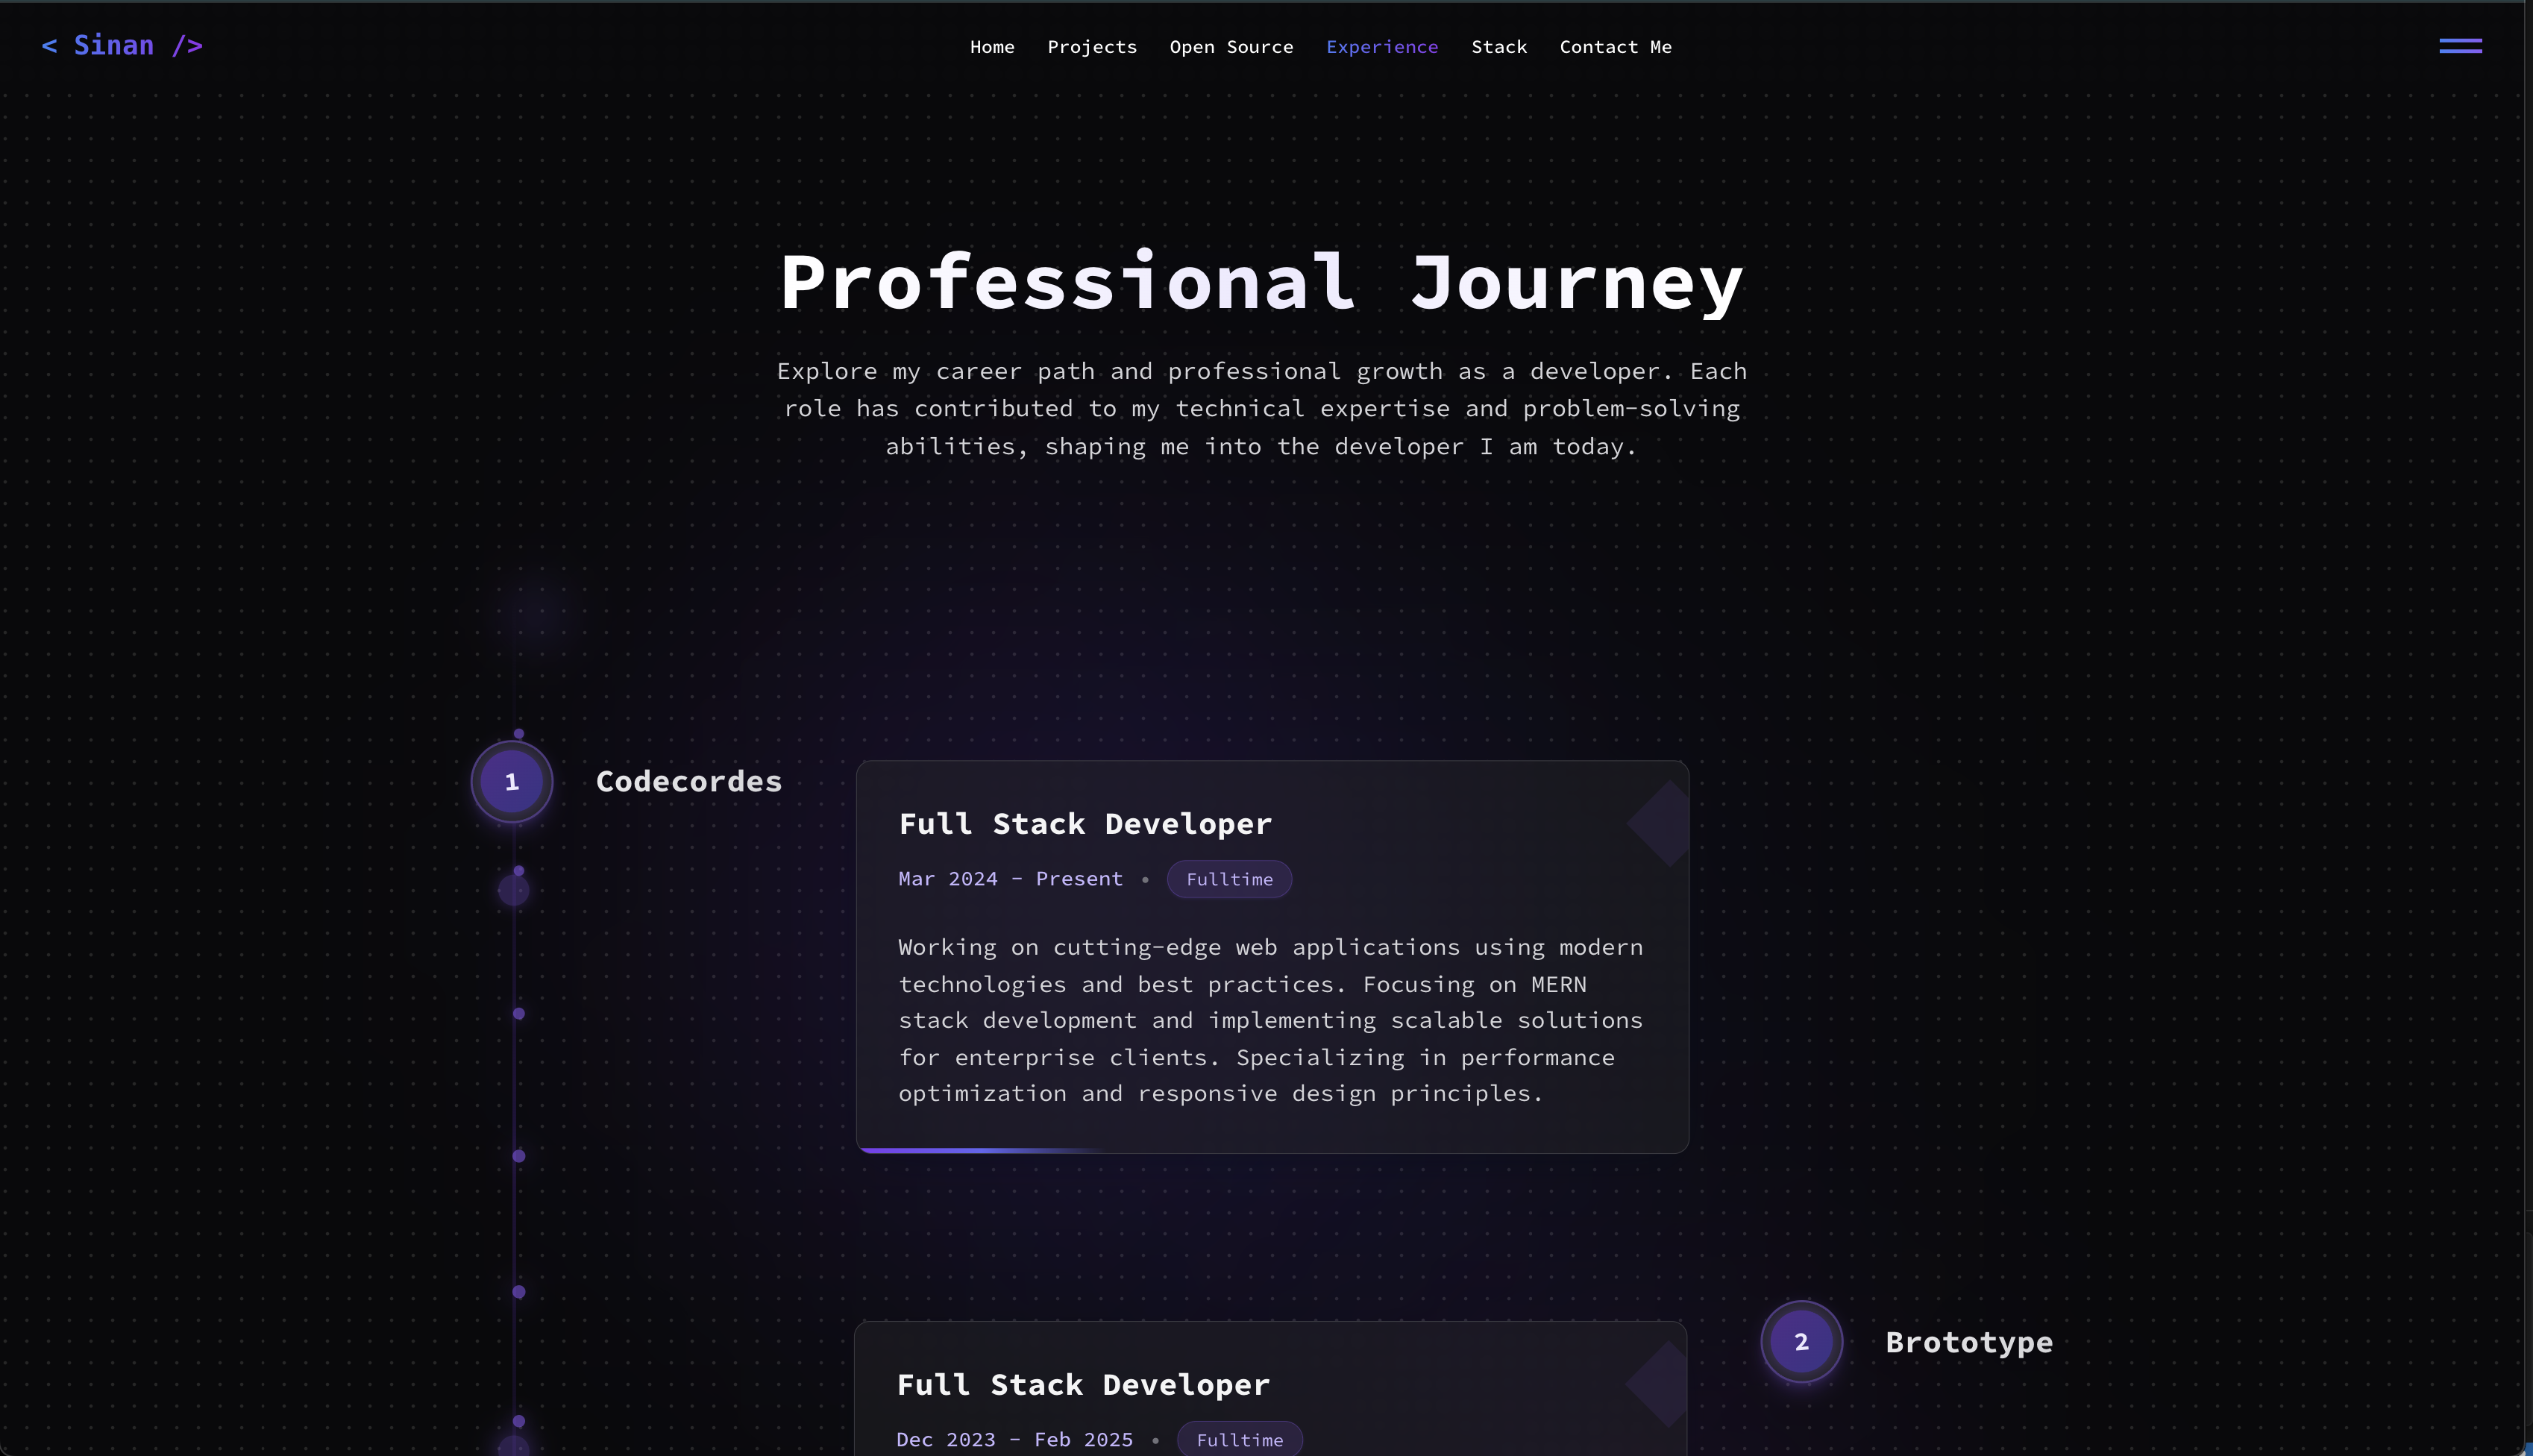 < Sinan />
Home Projects Open Source Experience Stack Contact Me
Professional Journey
Explore my career path and professional growth as a developer. Each
role has contributed to my technical expertise and problem-solving
abilities, shaping me into the developer I am today.
1
Codecordes
Full Stack Developer
Mar 2024 - Present • Fulltime
Working on cutting-edge web applications using modern
technologies and best practices. Focusing on MERN
stack development and implementing scalable solutions
for enterprise clients. Specializing in performance
optimization and responsive design principles.
2
Brototype
Full Stack Developer
Dec 2023 - Feb 2025 • Fulltime